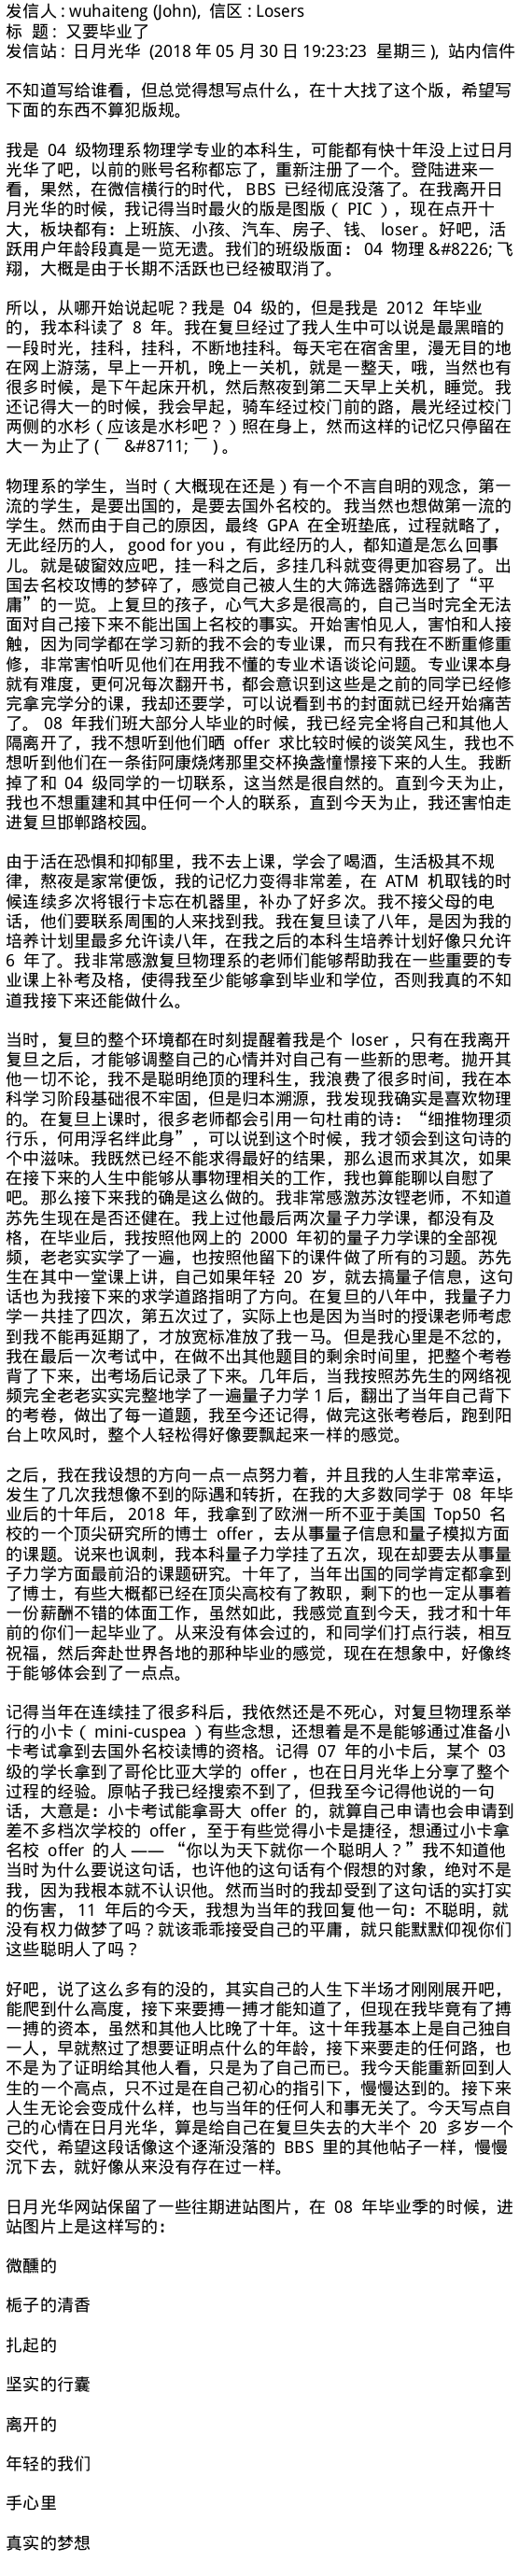 发信人 : wuhaiteng (John), 信区 : Losers
标  题 : 又要毕业了
发信站 : 日月光华 (2018 年 05 月 30 日 19:23:23 星期三 ), 站内信件
不知道写给谁看，但总觉得想写点什么，在十大找了这个版，希望写
下面的东西不算犯版规。
我是 04 级物理系物理学专业的本科生，可能都有快十年没上过日月
光华了吧，以前的账号名称都忘了，重新注册了一个。登陆进来一
看，果然，在微信横行的时代， BBS 已经彻底没落了。在我离开日
月光华的时候，我记得当时最火的版是图版（ PIC ），现在点开十
大，板块都有：上班族、小孩、汽车、房子、钱、 loser 。好吧，活
跃用户年龄段真是一览无遗。我们的班级版面： 04 物理 &#8226; 飞
翔，大概是由于长期不活跃也已经被取消了。
所以，从哪开始说起呢？我是 04 级的，但是我是 2012 年毕业
的，我本科读了 8 年。我在复旦经过了我人生中可以说是最黑暗的
一段时光，挂科，挂科，不断地挂科。每天宅在宿舍里，漫无目的地
在网上游荡，早上一开机，晚上一关机，就是一整天，哦，当然也有
很多时候，是下午起床开机，然后熬夜到第二天早上关机，睡觉。我
还记得大一的时候，我会早起，骑车经过校门前的路，晨光经过校门
两侧的水杉（应该是水杉吧？）照在身上，然而这样的记忆只停留在
大一为止了 ( ￣ &#8711; ￣ ) 。
物理系的学生，当时（大概现在还是）有一个不言自明的观念，第一
流的学生，是要出国的，是要去国外名校的。我当然也想做第一流的
学生。然而由于自己的原因，最终 GPA 在全班垫底，过程就略了，
无此经历的人， good for you ，有此经历的人，都知道是怎么回事
儿。就是破窗效应吧，挂一科之后，多挂几科就变得更加容易了。出
国去名校攻博的梦碎了，感觉自己被人生的大筛选器筛选到了“平
庸”的一览。上复旦的孩子，心气大多是很高的，自己当时完全无法
面对自己接下来不能出国上名校的事实。开始害怕见人，害怕和人接
触，因为同学都在学习新的我不会的专业课，而只有我在不断重修重
修，非常害怕听见他们在用我不懂的专业术语谈论问题。专业课本身
就有难度，更何况每次翻开书，都会意识到这些是之前的同学已经修
完拿完学分的课，我却还要学，可以说看到书的封面就已经开始痛苦
了。 08 年我们班大部分人毕业的时候，我已经完全将自己和其他人
隔离开了，我不想听到他们晒 offer 求比较时候的谈笑风生，我也不
想听到他们在一条街阿康烧烤那里交杯换盏憧憬接下来的人生。我断
掉了和 04 级同学的一切联系，这当然是很自然的。直到今天为止，
我也不想重建和其中任何一个人的联系，直到今天为止，我还害怕走
进复旦邯郸路校园。
由于活在恐惧和抑郁里，我不去上课，学会了喝酒，生活极其不规
律，熬夜是家常便饭，我的记忆力变得非常差，在 ATM 机取钱的时
候连续多次将银行卡忘在机器里，补办了好多次。我不接父母的电
话，他们要联系周围的人来找到我。我在复旦读了八年，是因为我的
培养计划里最多允许读八年，在我之后的本科生培养计划好像只允许
6 年了。我非常感激复旦物理系的老师们能够帮助我在一些重要的专
业课上补考及格，使得我至少能够拿到毕业和学位，否则我真的不知
道我接下来还能做什么。
当时，复旦的整个环境都在时刻提醒着我是个 loser ，只有在我离开
复旦之后，才能够调整自己的心情并对自己有一些新的思考。抛开其
他一切不论，我不是聪明绝顶的理科生，我浪费了很多时间，我在本
科学习阶段基础很不牢固，但是归本溯源，我发现我确实是喜欢物理
的。在复旦上课时，很多老师都会引用一句杜甫的诗：“细推物理须
行乐，何用浮名绊此身”，可以说到这个时候，我才领会到这句诗的
个中滋味。我既然已经不能求得最好的结果，那么退而求其次，如果
在接下来的人生中能够从事物理相关的工作，我也算能聊以自慰了
吧。那么接下来我的确是这么做的。我非常感激苏汝铿老师，不知道
苏先生现在是否还健在。我上过他最后两次量子力学课，都没有及
格，在毕业后，我按照他网上的 2000 年初的量子力学课的全部视
频，老老实实学了一遍，也按照他留下的课件做了所有的习题。苏先
生在其中一堂课上讲，自己如果年轻 20 岁，就去搞量子信息，这句
话也为我接下来的求学道路指明了方向。在复旦的八年中，我量子力
学一共挂了四次，第五次过了，实际上也是因为当时的授课老师考虑
到我不能再延期了，才放宽标准放了我一马。但是我心里是不忿的，
我在最后一次考试中，在做不出其他题目的剩余时间里，把整个考卷
背了下来，出考场后记录了下来。几年后，当我按照苏先生的网络视
频完全老老实实完整地学了一遍量子力学 1 后，翻出了当年自己背下
的考卷，做出了每一道题，我至今还记得，做完这张考卷后，跑到阳
台上吹风时，整个人轻松得好像要飘起来一样的感觉。
之后，我在我设想的方向一点一点努力着，并且我的人生非常幸运，
发生了几次我想像不到的际遇和转折，在我的大多数同学于 08 年毕
业后的十年后， 2018 年，我拿到了欧洲一所不亚于美国 Top50 名
校的一个顶尖研究所的博士 offer ，去从事量子信息和量子模拟方面
的课题。说来也讽刺，我本科量子力学挂了五次，现在却要去从事量
子力学方面最前沿的课题研究。十年了，当年出国的同学肯定都拿到
了博士，有些大概都已经在顶尖高校有了教职，剩下的也一定从事着
一份薪酬不错的体面工作，虽然如此，我感觉直到今天，我才和十年
前的你们一起毕业了。从来没有体会过的，和同学们打点行装，相互
祝福，然后奔赴世界各地的那种毕业的感觉，现在在想象中，好像终
于能够体会到了一点点。
记得当年在连续挂了很多科后，我依然还是不死心，对复旦物理系举
行的小卡（ mini-cuspea ）有些念想，还想着是不是能够通过准备小
卡考试拿到去国外名校读博的资格。记得 07 年的小卡后，某个 03
级的学长拿到了哥伦比亚大学的 offer ，也在日月光华上分享了整个
过程的经验。原帖子我已经搜索不到了，但我至今记得他说的一句
话，大意是：小卡考试能拿哥大 offer 的，就算自己申请也会申请到
差不多档次学校的 offer ，至于有些觉得小卡是捷径，想通过小卡拿
名校 offer 的人 —— “你以为天下就你一个聪明人？”我不知道他
当时为什么要说这句话，也许他的这句话有个假想的对象，绝对不是
我，因为我根本就不认识他。然而当时的我却受到了这句话的实打实
的伤害， 11 年后的今天，我想为当年的我回复他一句：不聪明，就
没有权力做梦了吗？就该乖乖接受自己的平庸，就只能默默仰视你们
这些聪明人了吗？
好吧，说了这么多有的没的，其实自己的人生下半场才刚刚展开吧，
能爬到什么高度，接下来要搏一搏才能知道了，但现在我毕竟有了搏
一搏的资本，虽然和其他人比晚了十年。这十年我基本上是自己独自
一人，早就熬过了想要证明点什么的年龄，接下来要走的任何路，也
不是为了证明给其他人看，只是为了自己而已。我今天能重新回到人
生的一个高点，只不过是在自己初心的指引下，慢慢达到的。接下来
人生无论会变成什么样，也与当年的任何人和事无关了。今天写点自
己的心情在日月光华，算是给自己在复旦失去的大半个 20 多岁一个
交代，希望这段话像这个逐渐没落的 BBS 里的其他帖子一样，慢慢
沉下去，就好像从来没有存在过一样。
日月光华网站保留了一些往期进站图片，在 08 年毕业季的时候，进
站图片上是这样写的：
微醺的
栀子的清香
扎起的
坚实的行囊
离开的
年轻的我们
手心里
真实的梦想